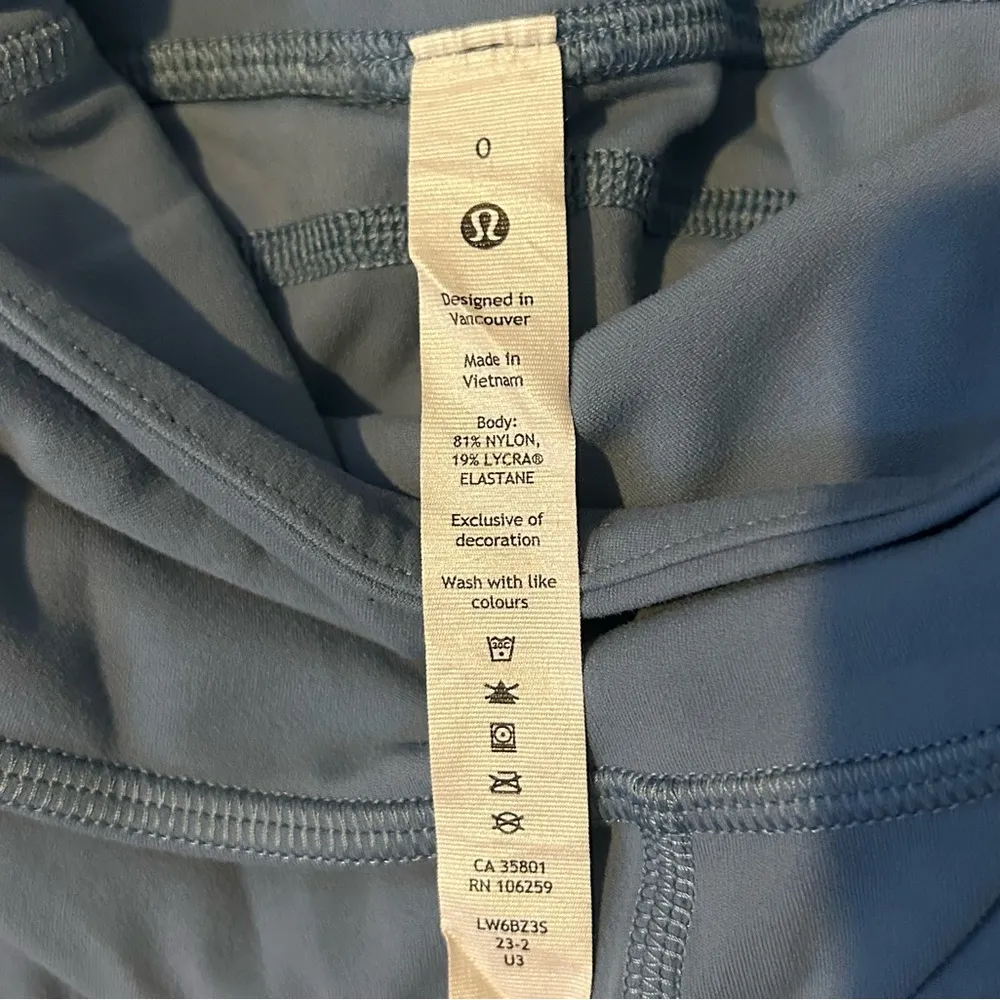 0
Designed in
Vancouver
Made in
Vietnam
Body:
81% NYLON,
19% LYCRA®
ELASTANE
Exclusive of
decoration
Wash with like
colours
30C
CA 35801
RN 106259
LW6BZ3S
23-2
U3